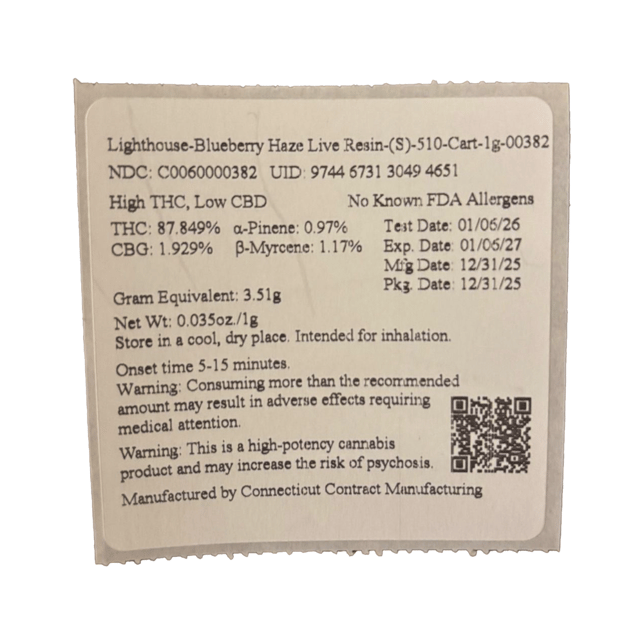 Lighthouse-Blueberry Haze Live Resin-(S)-510-Cart-1g-00382
NDC: C0060000382 UID: 9744 6731 3049 4651
High THC, Low CBD No Known FDA Allergens
THC: 87.849% α-Pinene: 0.97% Test Date: 01/06/26
CBG: 1.929% β-Myrcene: 1.17% Exp. Date: 01/06/27
Mfg Date: 12/31/25
Pkg. Date: 12/31/25
Gram Equivalent: 3.51g
Net Wt: 0.035oz./1g
Store in a cool, dry place. Intended for inhalation.
Onset time 5-15 minutes.
Warning: Consuming more than the recommended
amount may result in adverse effects requiring
medical attention.
Warning: This is a high-potency cannabis
product and may increase the risk of psychosis.
Manufactured by Connecticut Contract Manufacturing